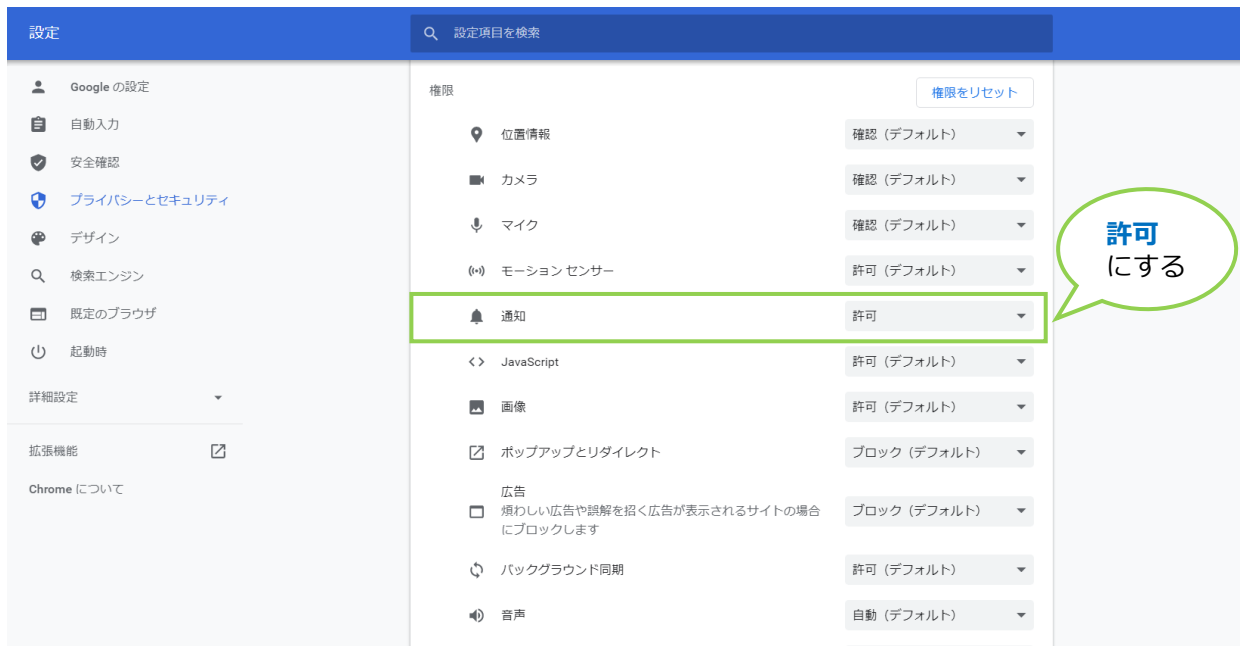 設定
設定項目を検索
Google の設定
自動入力
安全確認
プライバシーとセキュリティ
デザイン
検索エンジン
既定のブラウザ
起動時
詳細設定
拡張機能
Chrome について
権限
権限をリセット
位置情報 確認（デフォルト）
カメラ 確認（デフォルト）
マイク 確認（デフォルト）
モーション センサー 許可（デフォルト）
通知 許可
JavaScript 許可（デフォルト）
画像 許可（デフォルト）
ポップアップとリダイレクト ブロック（デフォルト）
広告
煩わしい広告や誤解を招く広告が表示されるサイトの場合
にブロックします
ブロック（デフォルト）
バックグラウンド同期 許可（デフォルト）
音声 自動（デフォルト）
許可
にする